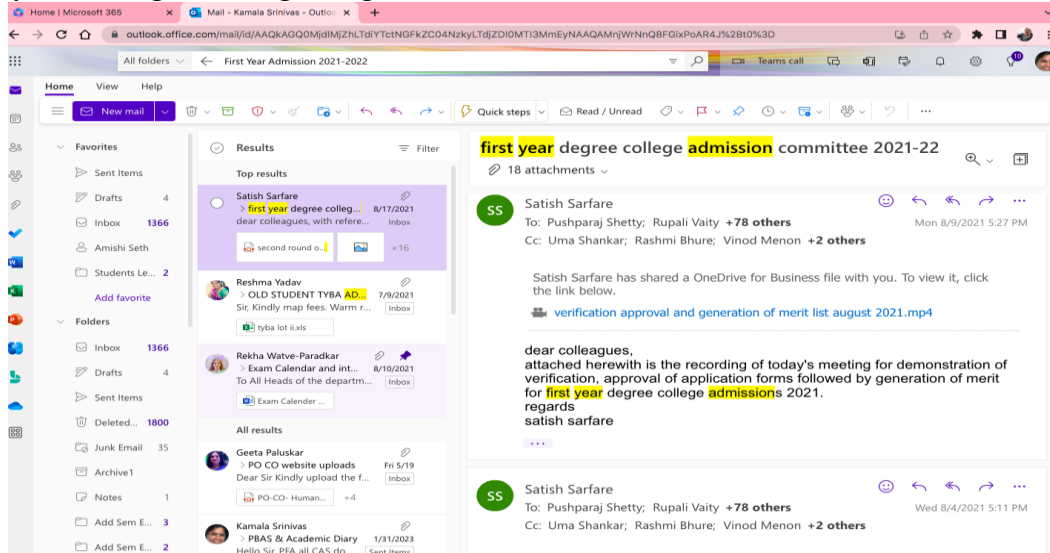 Home | Microsoft 365
Mail - Kamala Srinivas - Outloo
outlook.office.com/mail/id/AAQkAGQ0MjdlMjZhLTdiYTctNGFkZC04NzkyLTdjZDI0MTI3MmEyNAAQAMnjWrNnQ8FGixPoAR4J%2Bt0%3D
All folders
First Year Admission 2021-2022
Teams call
10
Home View Help
New mail
Quick steps
Read / Unread
Favorites
Sent Items
Drafts 4
Inbox 1366
Amishi Seth
Students Le... 2
Add favorite
Folders
Inbox 1366
Drafts 4
Sent Items
Deleted... 1800
Junk Email 35
Archive1
Notes 1
Add Sem E... 3
Add Sem E... 2
Results Filter
Top results
Satish Sarfare
first year degree colleg... 8/17/2021
dear colleagues, with refere... Inbox
second round o... +16
Reshma Yadav
OLD STUDENT TYBA AD... 7/9/2021
Sir, Kindly map fees. Warm r... Inbox
tyba lot ii.xls
Rekha Watve-Paradkar
Exam Calendar and int... 8/10/2021
To All Heads of the departm... Inbox
Exam Calender ...
All results
Geeta Paluskar
PO CO website uploads Fri 5/19
Dear Sir Kindly upload the f... Inbox
PO-CO- Human... +4
Kamala Srinivas
PBAS & Academic Diary 1/31/2023
Hello Sir, PFA all CAS do... Sent Items
first year degree college admission committee 2021-22
18 attachments
SS
Satish Sarfare
To: Pushparaj Shetty; Rupali Vaity +78 others
Mon 8/9/2021 5:27 PM
Cc: Uma Shankar; Rashmi Bhure; Vinod Menon +2 others
Satish Sarfare has shared a OneDrive for Business file with you. To view it, click
the link below.
verification approval and generation of merit list august 2021.mp4
dear colleagues,
attached herewith is the recording of today's meeting for demonstration of
verification, approval of application forms followed by generation of merit
for first year degree college admissions 2021.
regards
satish sarfare
...
SS
Satish Sarfare
To: Pushparaj Shetty; Rupali Vaity +78 others
Wed 8/4/2021 5:11 PM
Cc: Uma Shankar; Rashmi Bhure; Vinod Menon +2 others